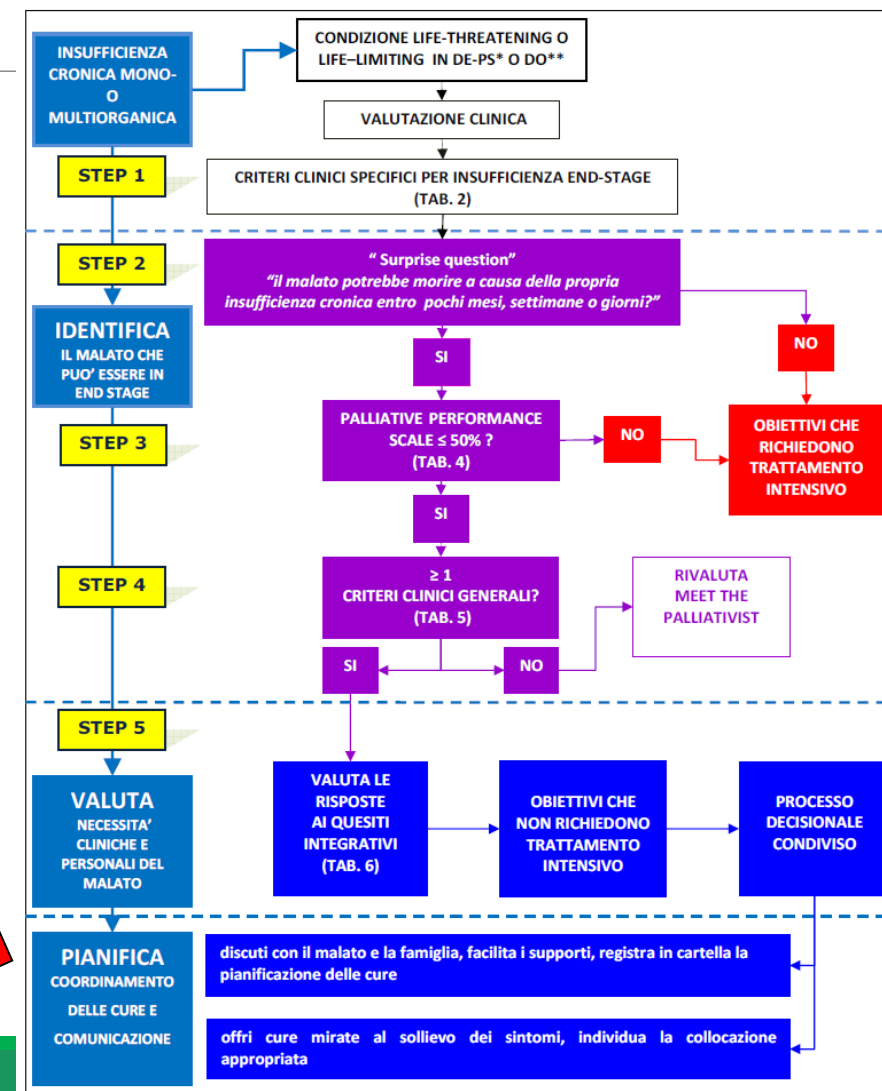 INSUFFICIENZA
CRONICA MONO-
O
MULTIORGANICA
CONDIZIONE LIFE-THREATENING O
LIFE–LIMITING IN DE-PS* O DO**
VALUTAZIONE CLINICA
STEP 1
CRITERI CLINICI SPECIFICI PER INSUFFICIENZA END-STAGE
(TAB. 2)
STEP 2
“ Surprise question”
“il malato potrebbe morire a causa della propria
insufficienza cronica entro pochi mesi, settimane o giorni?”
IDENTIFICA
IL MALATO CHE
PUO’ ESSERE IN
END STAGE
SI
NO
STEP 3
PALLIATIVE PERFORMANCE
SCALE ≤ 50% ?
(TAB. 4)
NO
OBIETTIVI CHE
RICHIEDONO
TRATTAMENTO
INTENSIVO
SI
STEP 4
≥ 1
CRITERI CLINICI GENERALI?
(TAB. 5)
RIVALUTA
MEET THE
PALLIATIVIST
SI
NO
STEP 5
VALUTA
NECESSITA’
CLINICHE E
PERSONALI DEL
MALATO
VALUTA LE
RISPOSTE
AI QUESITI
INTEGRATIVI
(TAB. 6)
OBIETTIVI CHE
NON RICHIEDONO
TRATTAMENTO
INTENSIVO
PROCESSO
DECISIONALE
CONDIVISO
PIANIFICA
COORDINAMENTO
DELLE CURE E
COMUNICAZIONE
discuti con il malato e la famiglia, facilita i supporti, registra in cartella la
pianificazione delle cure
offri cure mirate al sollievo dei sintomi, individua la collocazione
appropriata